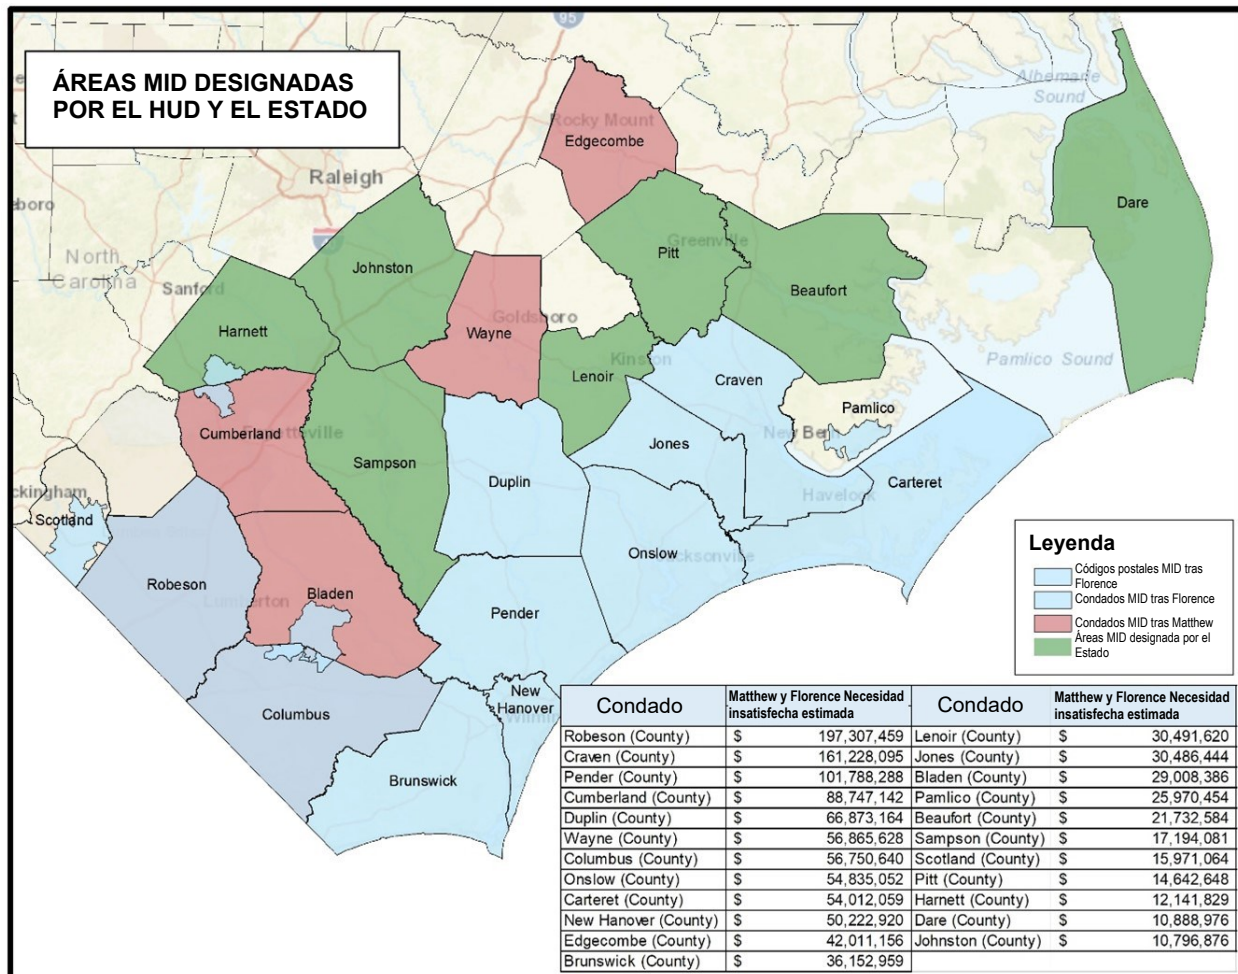 95
ÁREAS MID DESIGNADAS
POR EL HUD Y EL ESTADO
Albemarle
Sound
Rocky Mount
Edgecombe
Raleigh
boro
Dare
North
Carolina
Greenville
Pitt
Johnston
Sanford
Beaufort
Harnett
Goldsboro
Wayne
Kinston
Pamlico Sound
Lenoir
Craven
Pamlico
Cumberland
New Bern
Jones
Sampson
Duplin
Carteret
Havelock
ckingham
Scotland
Onslow
Jacksonville
Robeson
Lumberton
Bladen
Pender
New
Hanover
Columbus
Brunswick
Leyenda
Códigos postales MID tras
Florence
Condados MID tras Florence
Condados MID tras Matthew
Áreas MID designada por el
Estado
Condado Matthew y Florence Necesidad insatisfecha estimada Condado Matthew y Florence Necesidad insatisfecha estimada
Robeson (County) $ 197,307,459 Lenoir (County) $ 30,491,620
Craven (County) $ 161,228,095 Jones (County) $ 30,486,444
Pender (County) $ 101,788,288 Bladen (County) $ 29,008,386
Cumberland (County) $ 88,747,142 Pamlico (County) $ 25,970,454
Duplin (County) $ 66,873,164 Beaufort (County) $ 21,732,584
Wayne (County) $ 56,865,628 Sampson (County) $ 17,194,081
Columbus (County) $ 56,750,640 Scotland (County) $ 15,971,064
Onslow (County) $ 54,835,052 Pitt (County) $ 14,642,648
Carteret (County) $ 54,012,059 Harnett (County) $ 12,141,829
New Hanover (County) $ 50,222,920 Dare (County) $ 10,888,976
Edgecombe (County) $ 42,011,156 Johnston (County) $ 10,796,876
Brunswick (County) $ 36,152,959